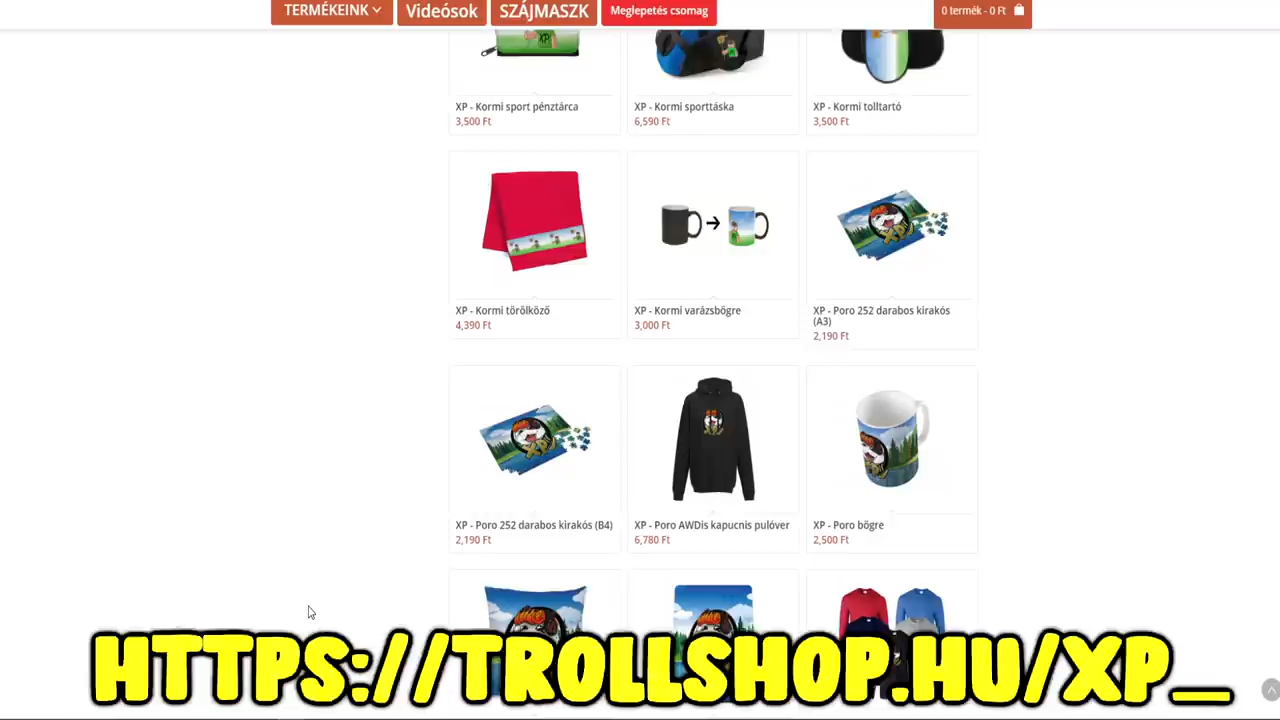 TERMÉKEINK
Videósok
SZÁJMASZK
Meglepetés csomag
0 termék - 0 Ft
XP
XP - Kormi sport pénztárca
3,500 Ft
XP - Kormi sporttáska
6,590 Ft
XP - Kormi tolltartó
3,500 Ft
XP - Kormi törölköző
4,390 Ft
XP - Kormi varázsbögre
3,000 Ft
XP - Poro 252 darabos kirakós
(A3)
2,190 Ft
XP - Poro 252 darabos kirakós (B4)
2,190 Ft
XP - Poro AWDis kapucnis pulóver
6,780 Ft
XP - Poro bögre
2,500 Ft
HTTPS://TROLLSHOP.HU/XP_